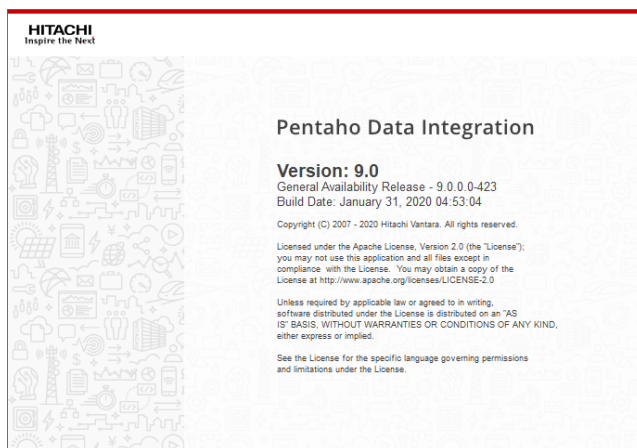 HITACHI
Inspire the Next
Pentaho Data Integration
Version: 9.0
General Availability Release - 9.0.0.0-423
Build Date: January 31, 2020 04:53:04
Copyright (C) 2007 - 2020 Hitachi Vantara. All rights reserved.
Licensed under the Apache License, Version 2.0 (the "License");
you may not use this application and all files except in
compliance with the License. You may obtain a copy of the
License at http://www.apache.org/licenses/LICENSE-2.0
Unless required by applicable law or agreed to in writing,
software distributed under the License is distributed on an "AS
IS" BASIS, WITHOUT WARRANTIES OR CONDITIONS OF ANY KIND,
either express or implied.
See the License for the specific language governing permissions
and limitations under the License.